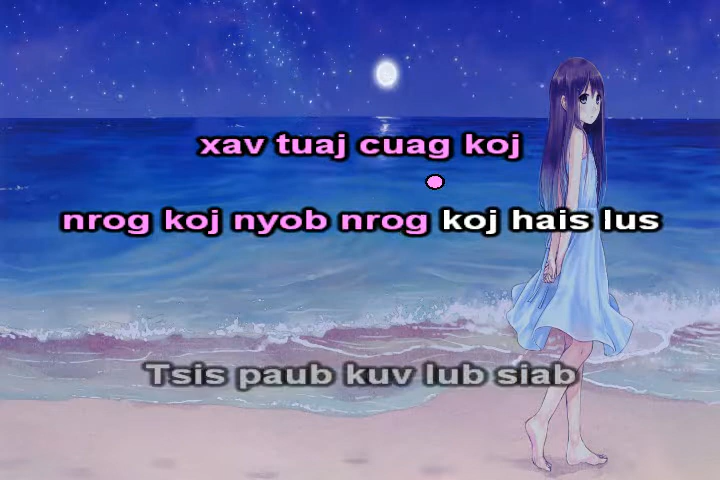 xav tuaj cuag koj
nrog koj nyob nrog koj hais lus
Tsis paub kuv lub siab